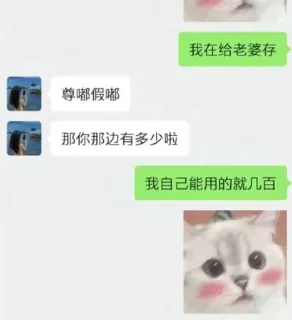 我在给老婆存
尊嘟假嘟
那你那边有多少啦
我自己能用的就几百